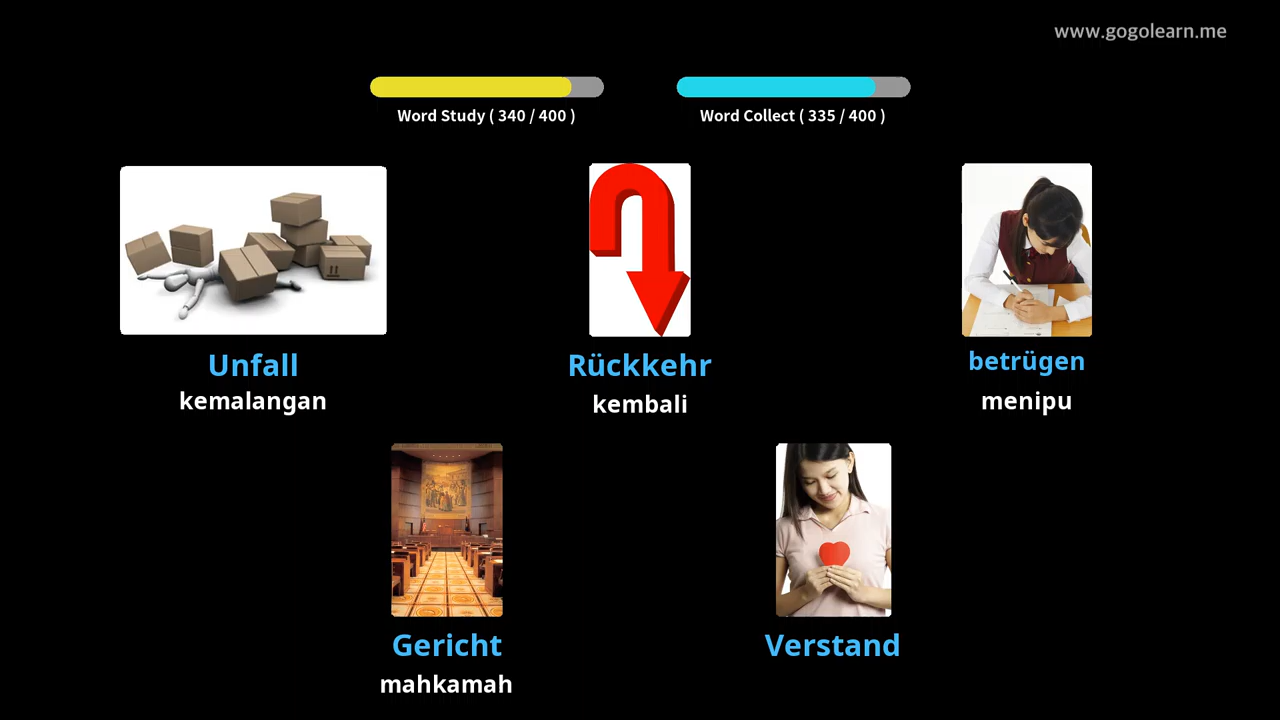 www.gogolearn.me
Word Study ( 340 / 400 )
Word Collect ( 335 / 400 )
Unfall
kemalangan
Rückkehr
kembali
betrügen
menipu
Gericht
mahkamah
Verstand